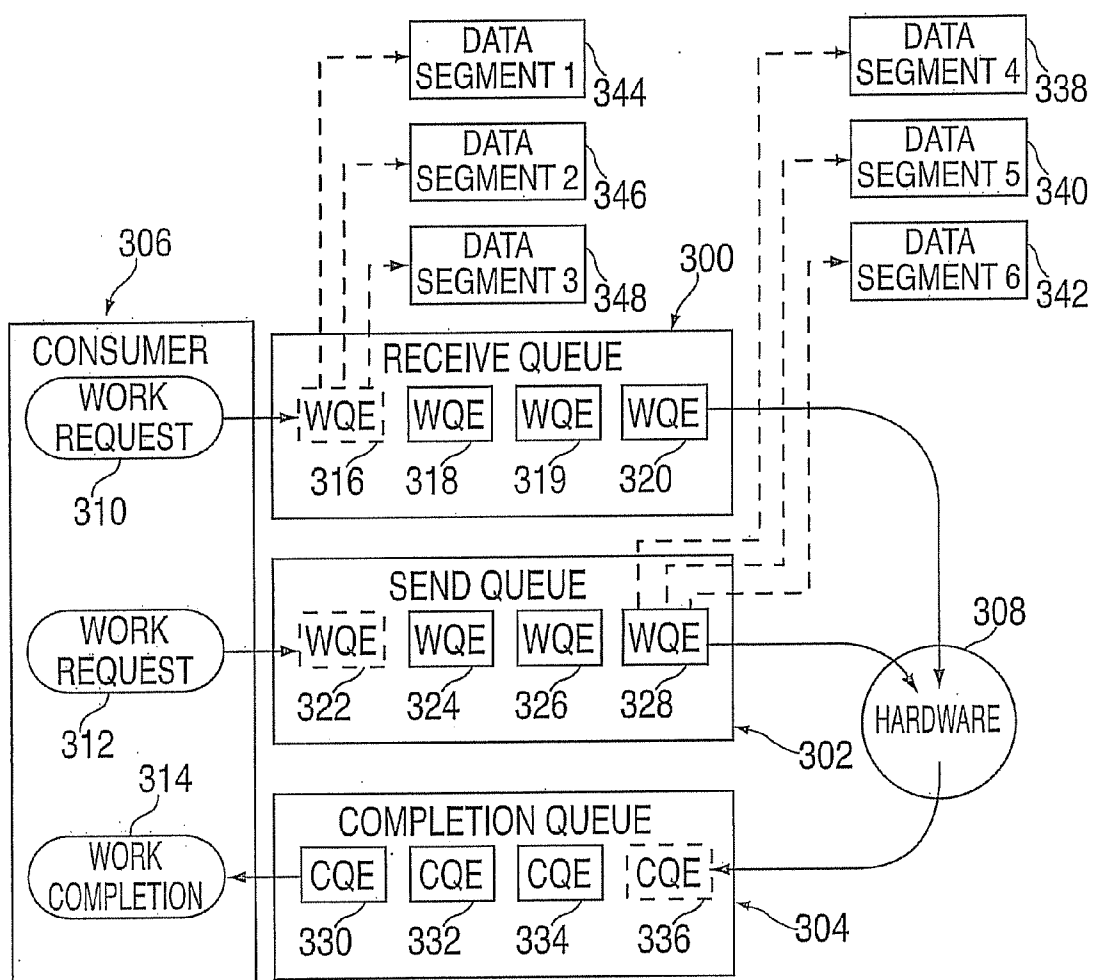 DATA
SEGMENT 1
344
DATA
SEGMENT 2
346
DATA
SEGMENT 3
348
DATA
SEGMENT 4
338
DATA
SEGMENT 5
340
DATA
SEGMENT 6
342
306
300
CONSUMER
WORK
REQUEST
310
RECEIVE QUEUE
WQE
WQE
WQE
WQE
316
318
319
320
WORK
REQUEST
312
SEND QUEUE
WQE
WQE
WQE
WQE
322
324
326
328
302
308
HARDWARE
314
WORK
COMPLETION
COMPLETION QUEUE
CQE
CQE
CQE
CQE
330
332
334
336
304